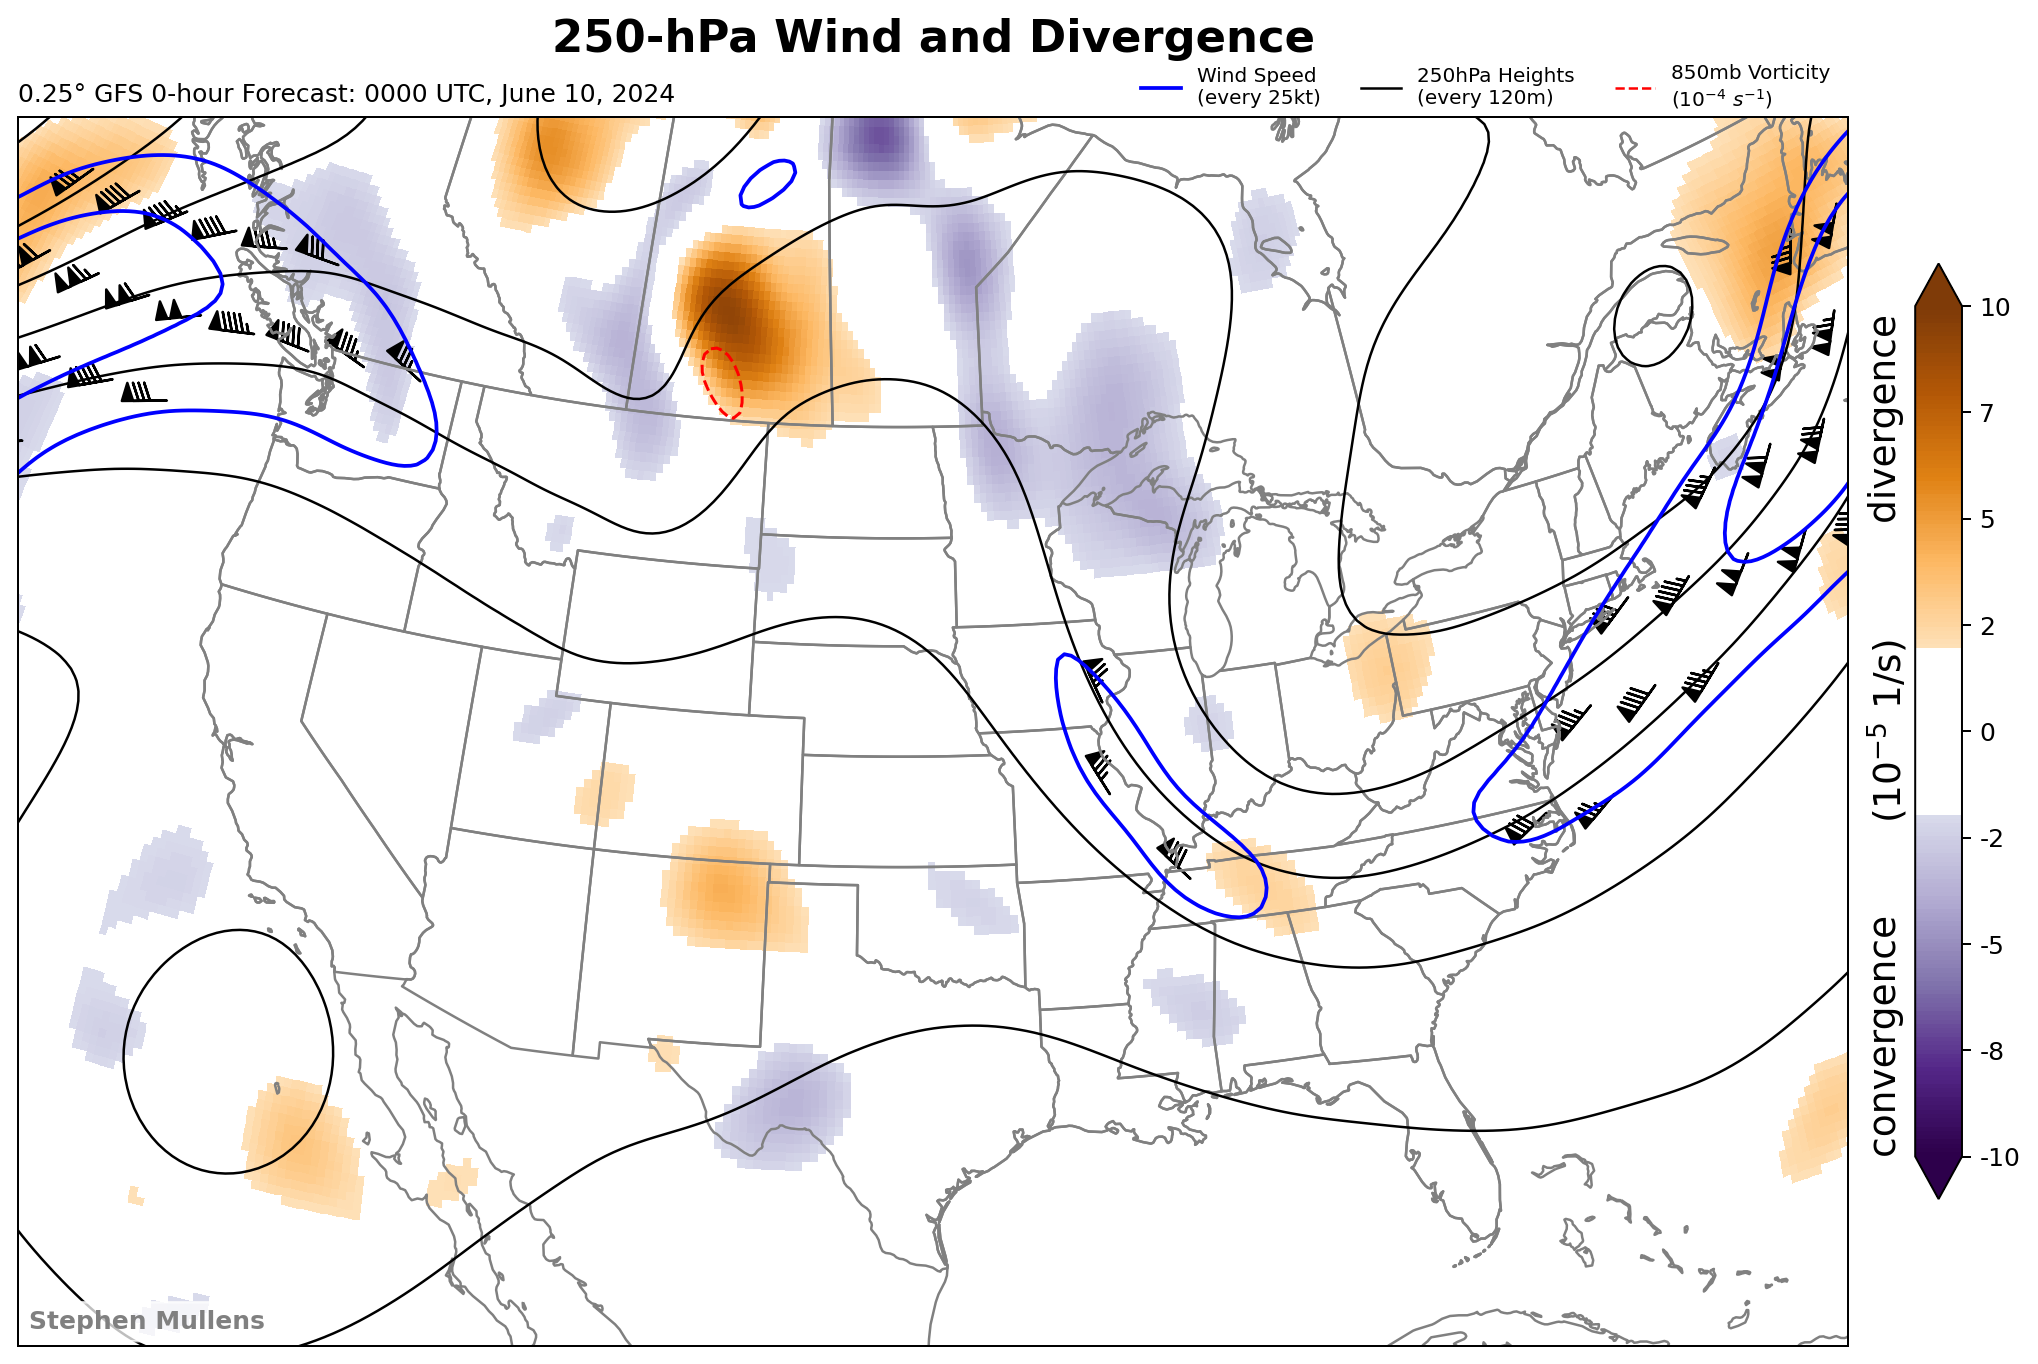 250-hPa Wind and Divergence
0.25° GFS 0-hour Forecast: 0000 UTC, June 10, 2024
Wind Speed
(every 25kt)
250hPa Heights
(every 120m)
850mb Vorticity
(10⁻⁴ s⁻¹)
10
7
5
2
0
-2
-5
-8
-10
convergence (10⁻⁵ 1/s) divergence
Stephen Mullens